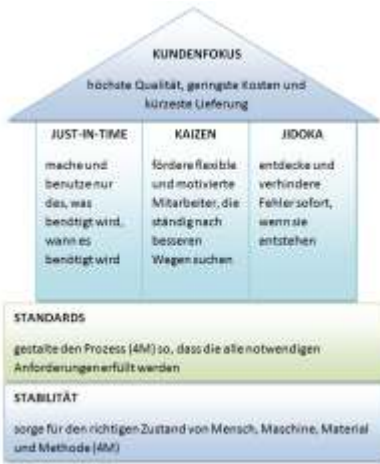 KUNDENFOKUS
höchste Qualität, geringste Kosten und
kürzeste Lieferung
JUST-IN-TIME
mache und
benutze nur
des, was
benötigt wird,
wann es
benötigt wird
KAIZEN
fördere flexible
und motivierte
Mitarbeiter, die
ständig nach
besseren
Wegen suchen
JIDOKA
entdecke und
verhindere
Fehler sofort,
wenn sie
entstehen
STANDARDS
gestalte den Prozess (4M) so, dass die alle notwendigen
Anforderungen erfüllt werden
STABILITÄT
sorge für den richtigen Zustand von Mensch, Maschine, Material
und Methode (4M)